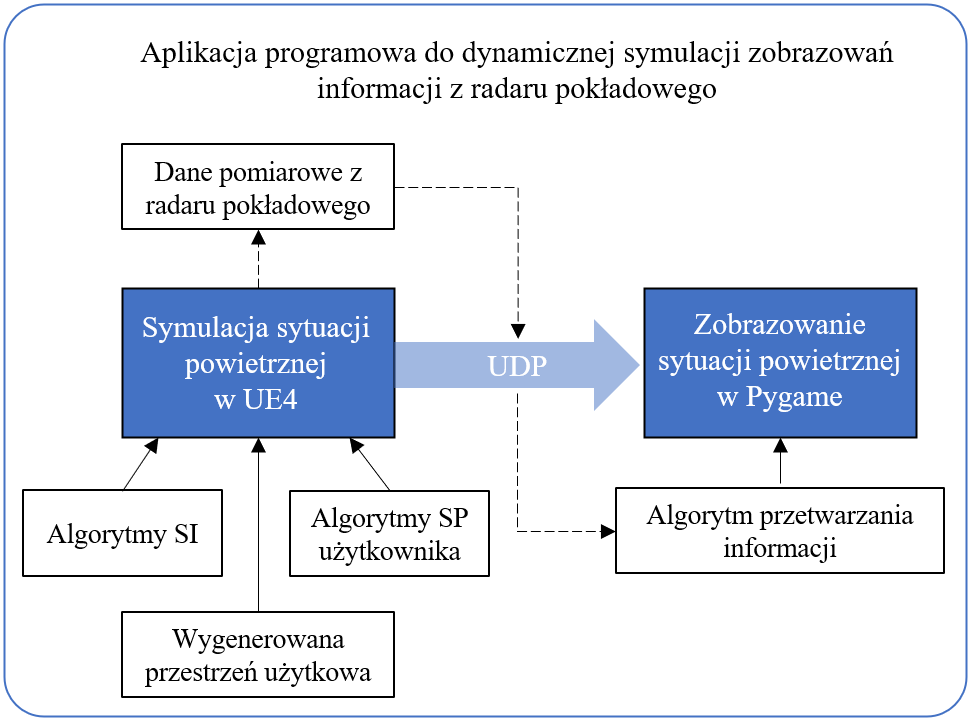 Aplikacja programowa do dynamicznej symulacji zobrazowań
informacji z radaru pokładowego
Dane pomiarowe z
radaru pokładowego
Symulacja sytuacji
powietrznej
w UE4
UDP
Zobrazowanie
sytuacji powietrznej
w Pygame
Algorytmy SI
Algorytmy SP
użytkownika
Algorytm przetwarzania
informacji
Wygenerowana
przestrzeń użytkowa